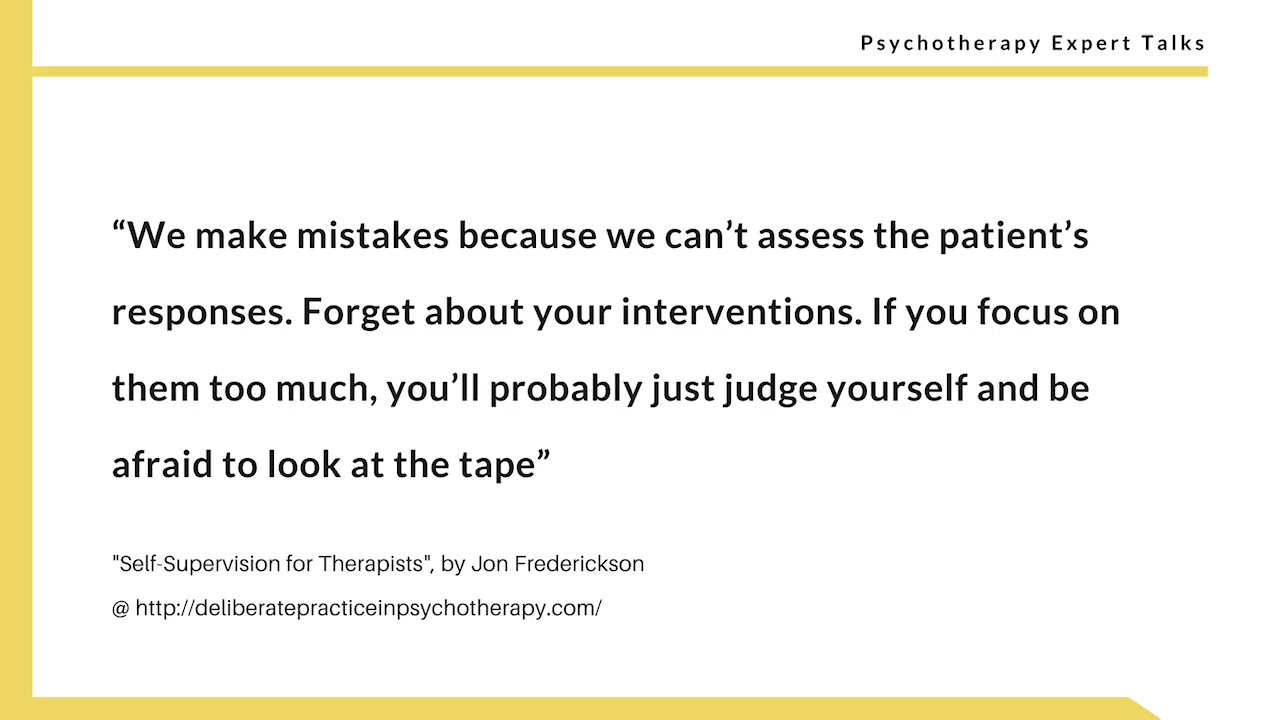 Psychotherapy Expert Talks
“We make mistakes because we can’t assess the patient’s
responses. Forget about your interventions. If you focus on
them too much, you’ll probably just judge yourself and be
afraid to look at the tape”
"Self-Supervision for Therapists", by Jon Frederickson
@ http://deliberatepracticeinpsychotherapy.com/